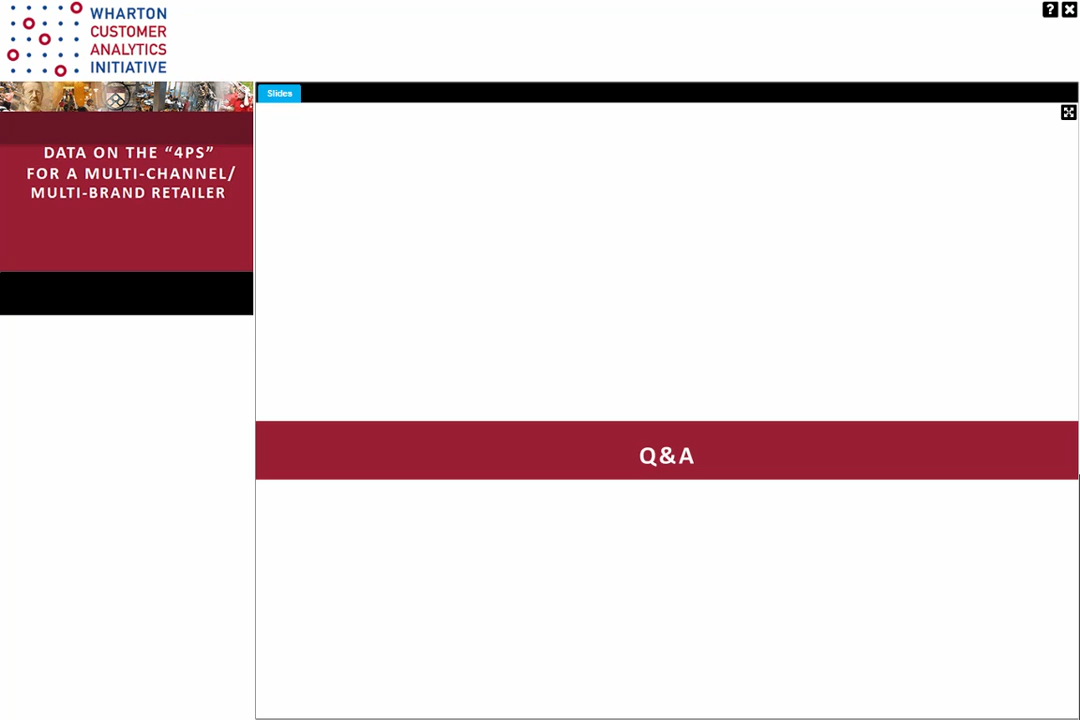 WHARTON
CUSTOMER
ANALYTICS
INITIATIVE
?
Slides
DATA ON THE “4PS”
FOR A MULTI-CHANNEL/
MULTI-BRAND RETAILER
Q&A